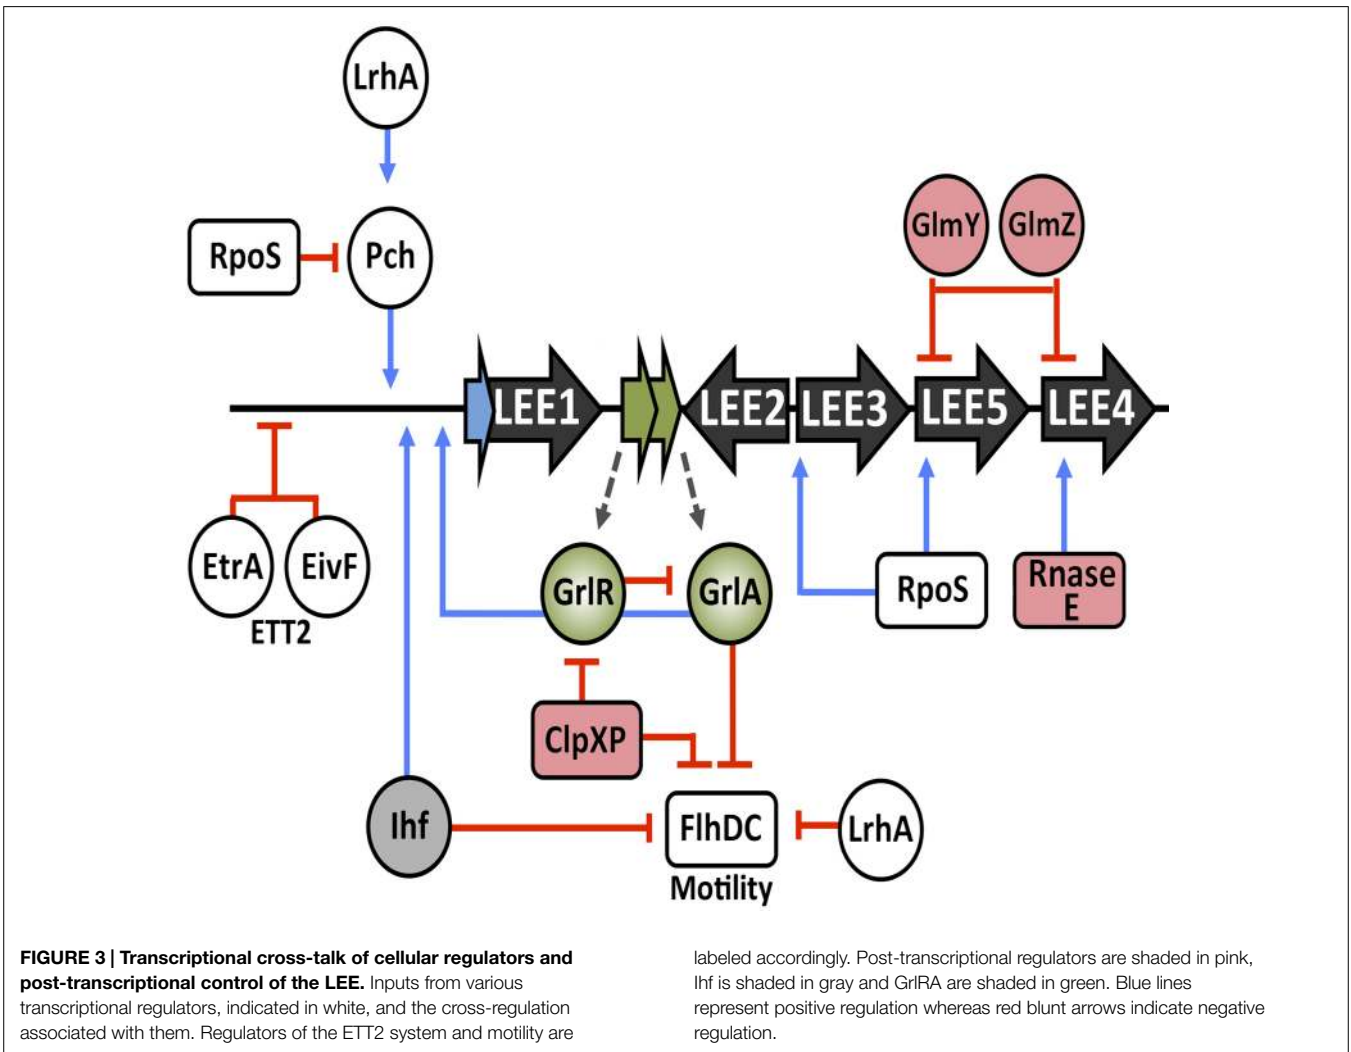 LrhA
RpoS
Pch
GlmY
GlmZ
LEE1
LEE2
LEE3
LEE5
LEE4
EtrA
EivF
ETT2
GrlR
GrlA
RpoS
Rnase
E
ClpXP
Ihf
FlhDC
LrhA
Motility
FIGURE 3 | Transcriptional cross-talk of cellular regulators and
post-transcriptional control of the LEE. Inputs from various
transcriptional regulators, indicated in white, and the cross-regulation
associated with them. Regulators of the ETT2 system and motility are
labeled accordingly. Post-transcriptional regulators are shaded in pink,
Ihf is shaded in gray and GrlRA are shaded in green. Blue lines
represent positive regulation whereas red blunt arrows indicate negative
regulation.